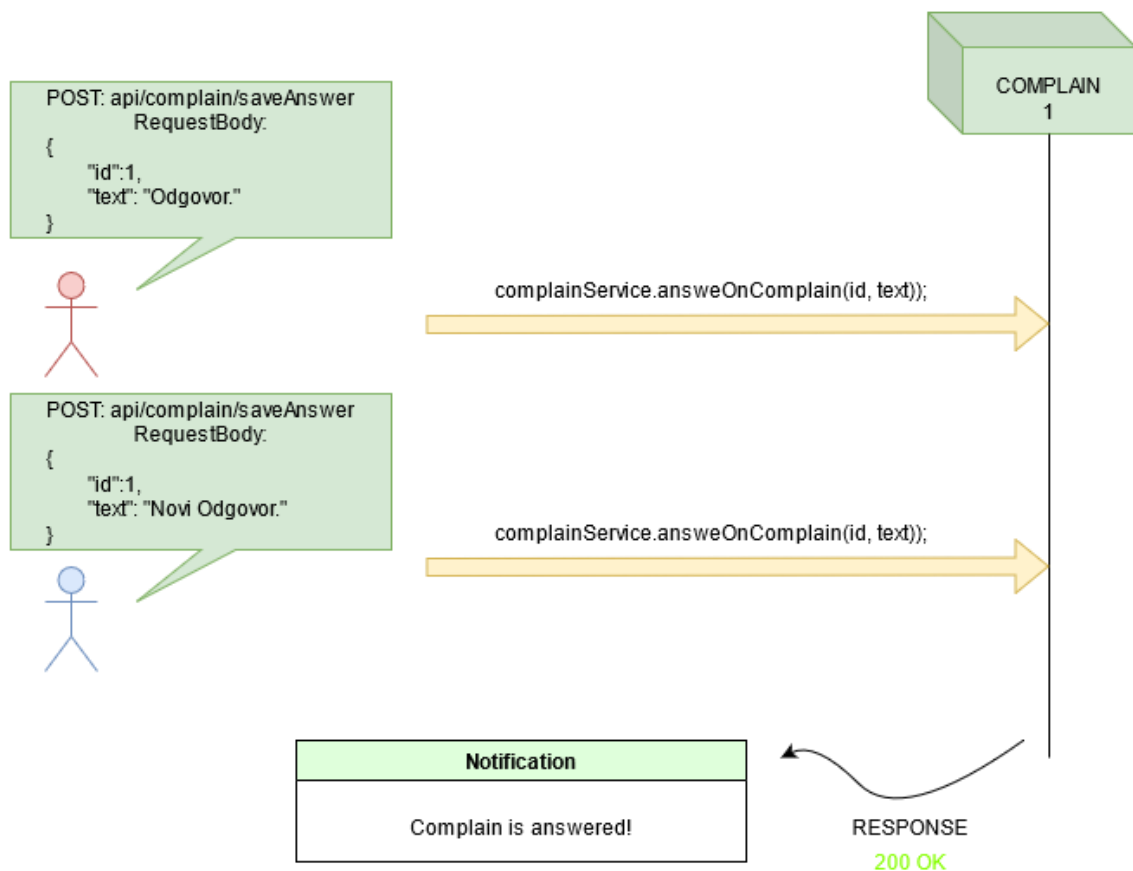 COMPLAIN
1
POST: api/complain/saveAnswer
RequestBody:
{
"id":1,
"text": "Odgovor."
}
complainService.answeOnComplain(id, text));
POST: api/complain/saveAnswer
RequestBody:
{
"id":1,
"text": "Novi Odgovor."
}
complainService.answeOnComplain(id, text));
Notification
Complain is answered!
RESPONSE
200 OK